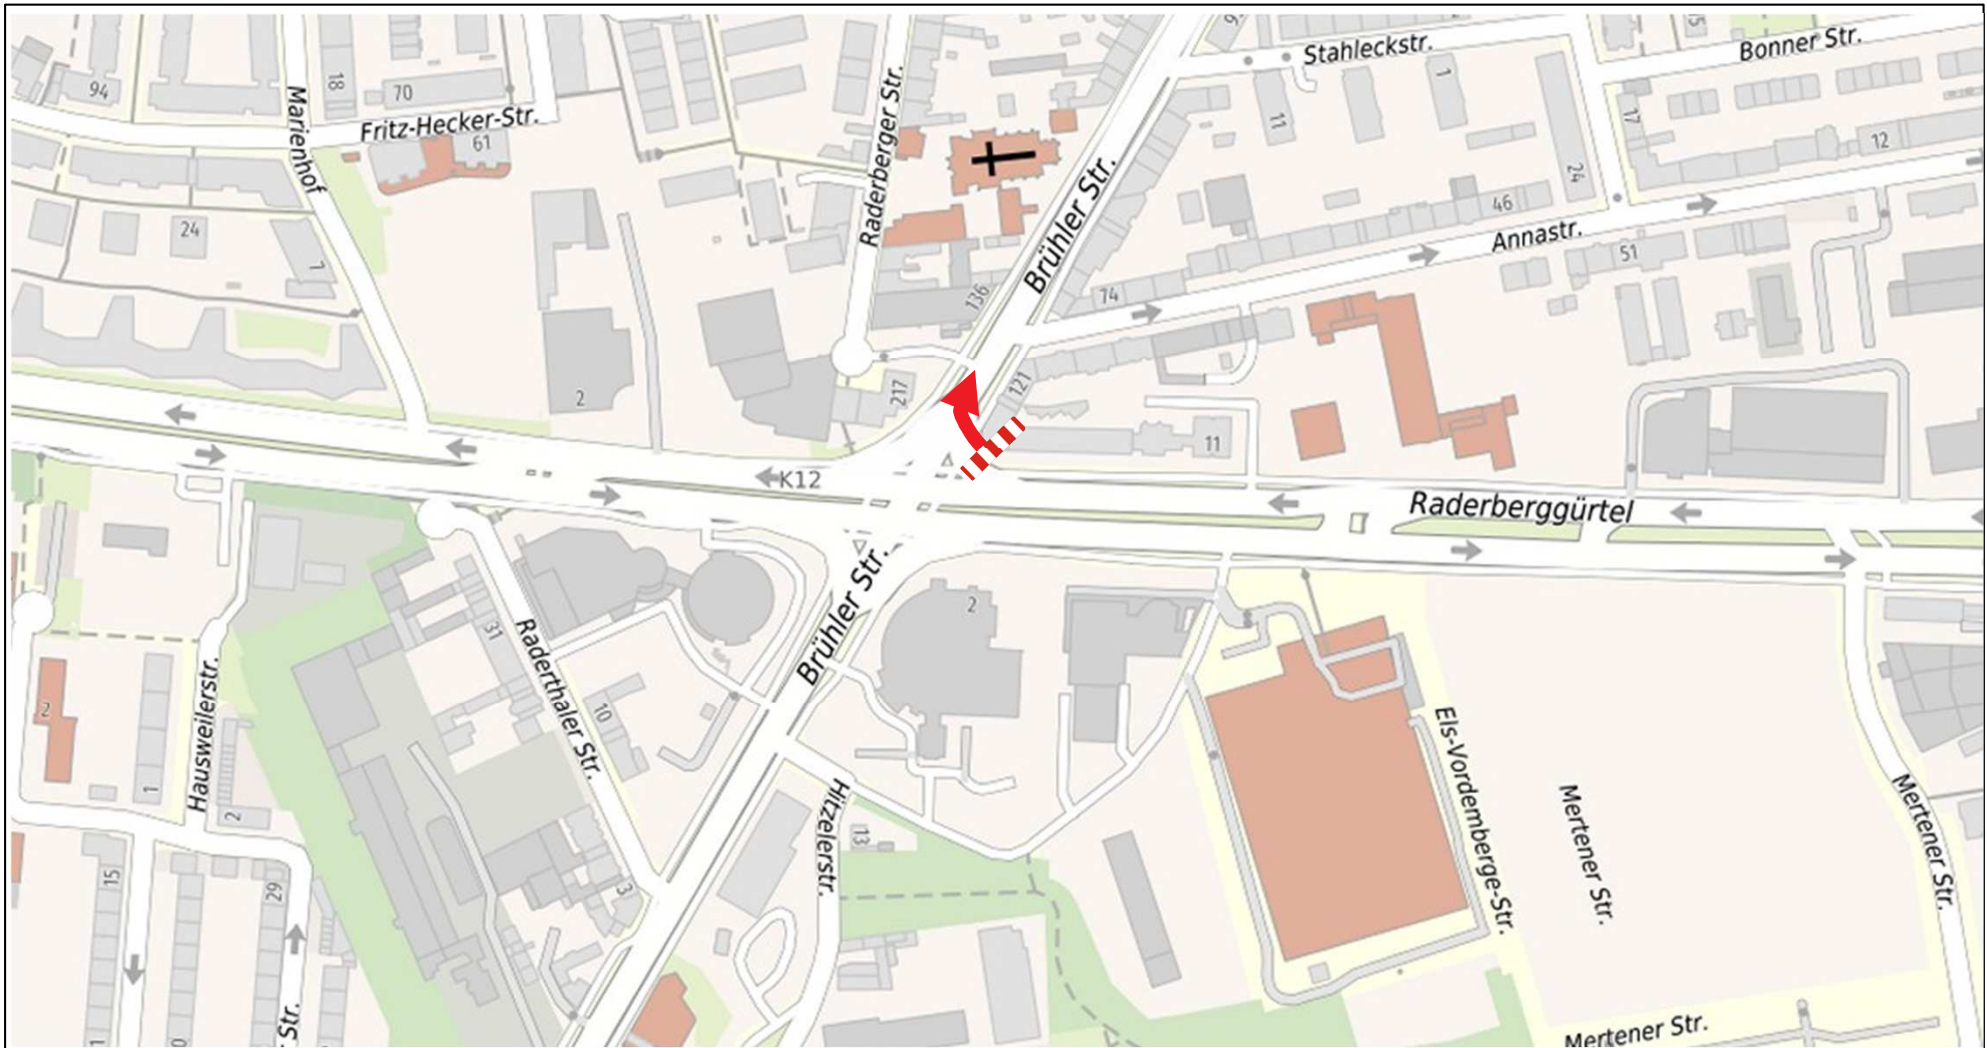 Stahleckstr.
Bonner Str.
94
18
70
Fritz-Hecker-Str.
61
Marienhof
Raderberger Str.
11
1
17
12
24
24
7
Brühler Str.
46
Annastr.
51
136
74
2
217
121
11
K12
Raderberggürtel
2
31
Raderthaler Str.
Brühler Str.
2
10
Hausweilerstr.
1
2
Hitzelerstr.
13
Els-Vordemberge-Str.
Mertener Str.
Mertener Str.
15
29
3
Str.
Mertener Str.